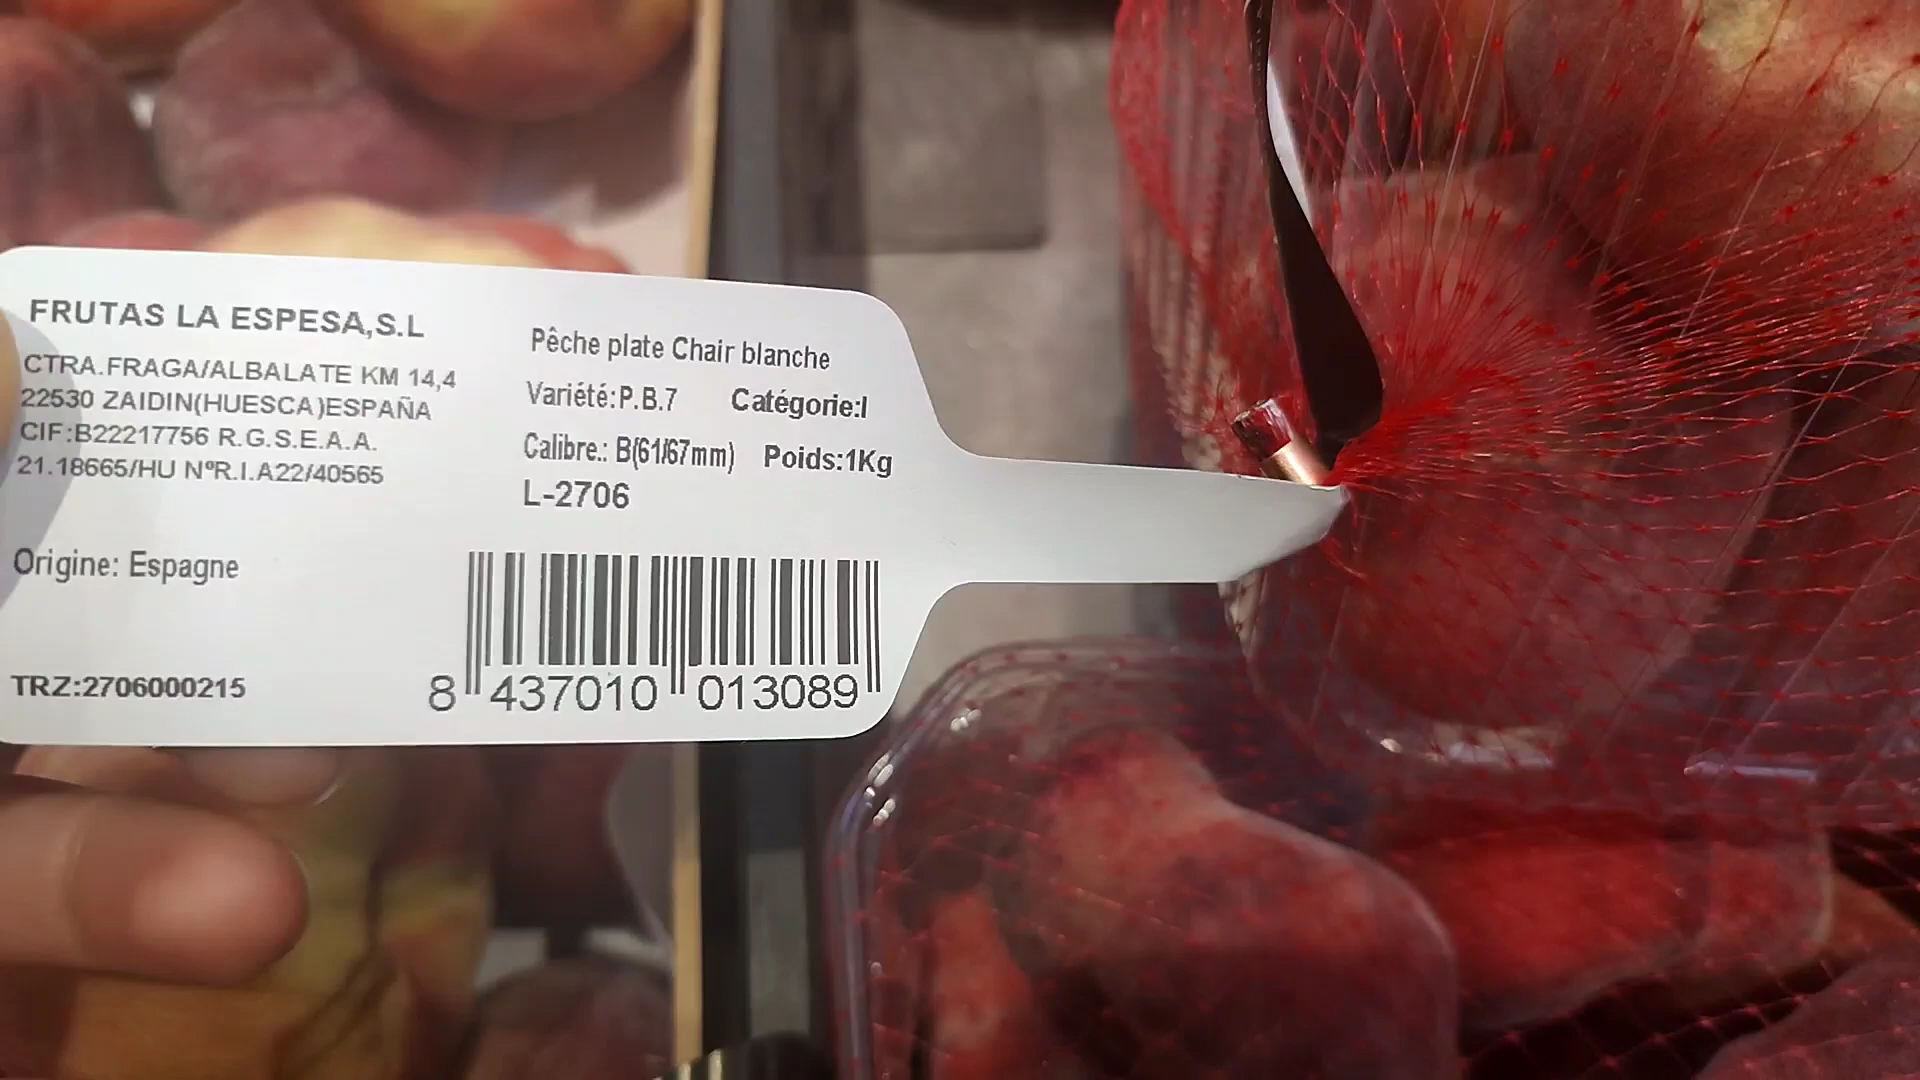 FRUTAS LA ESPESA,S.L
CTRA.FRAGA/ALBALATE KM 14,4
22530 ZAIDIN(HUESCA)ESPAÑA
CIF:B22217756 R.G.S.E.A.A.
21.18665/HU NºR.I.A22/40565
Origine: Espagne
TRZ:2706000215
Pêche plate Chair blanche
Variété:P.B.7 Catégorie:I
Calibre.: B(61/67mm) Poids:1Kg
L-2706
8 437010 013089